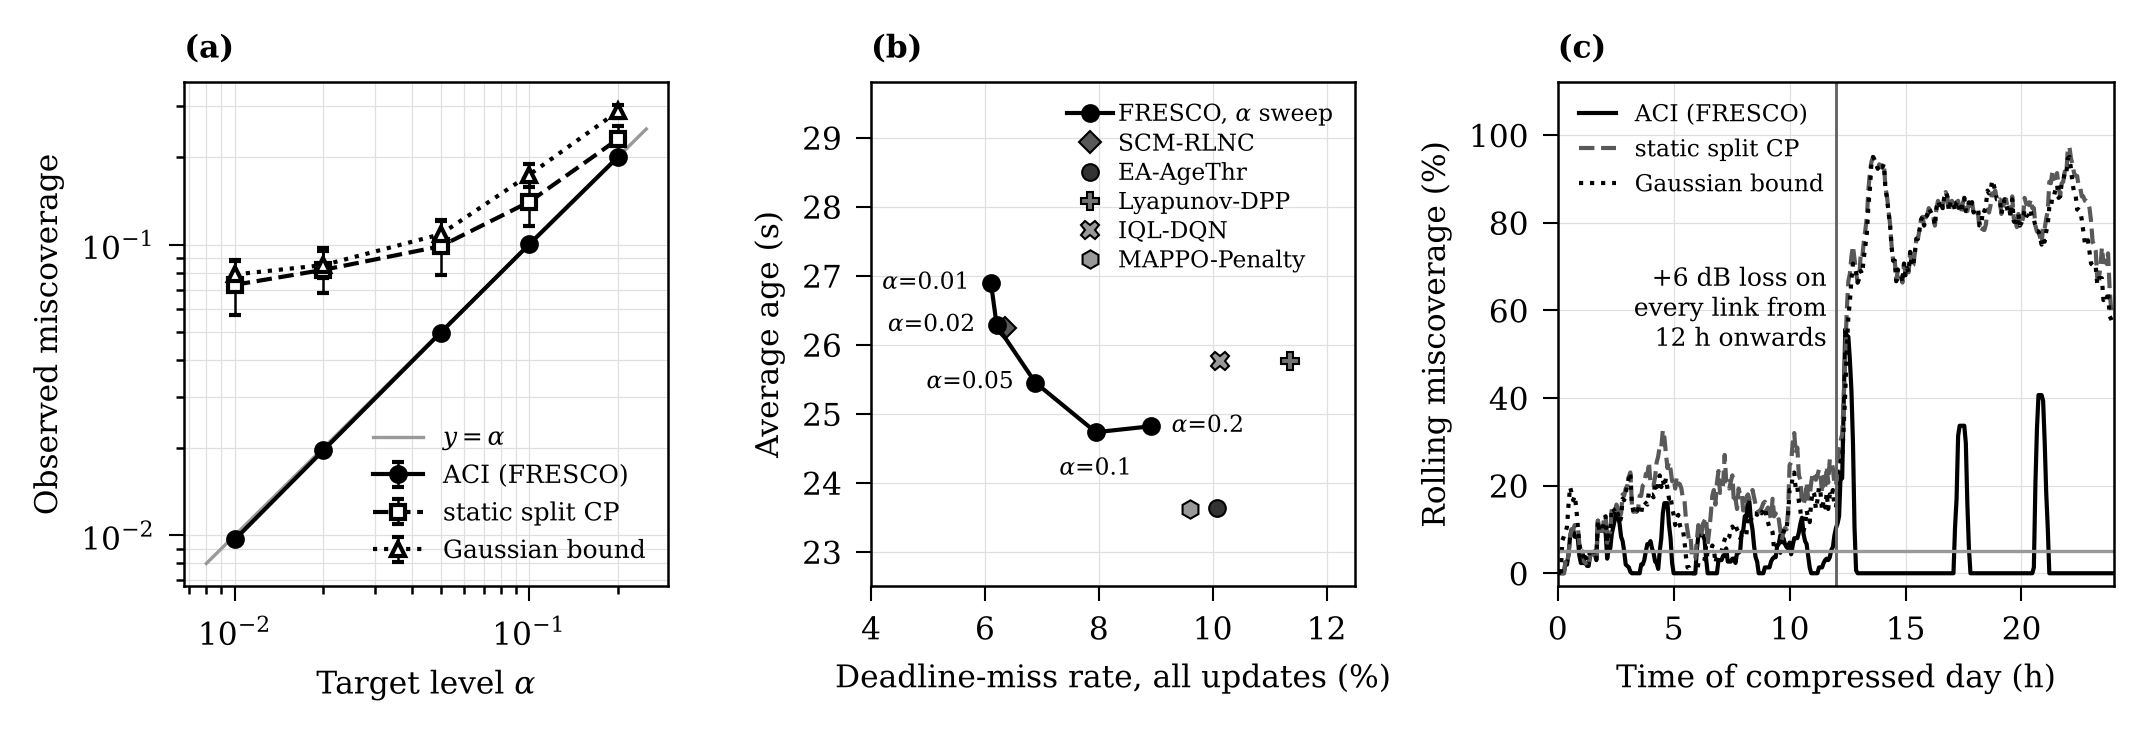 (a)
Observed miscoverage
10⁻¹
10⁻²
10⁻²
10⁻¹
Target level α
y = α
ACI (FRESCO)
static split CP
Gaussian bound
(b)
Average age (s)
29
28
27
26
25
24
23
4
6
8
10
12
Deadline-miss rate, all updates (%)
FRESCO, α sweep
SCM-RLNC
EA-AgeThr
Lyapunov-DPP
IQL-DQN
MAPPO-Penalty
α=0.01
α=0.02
α=0.05
α=0.2
α=0.1
(c)
Rolling miscoverage (%)
100
80
60
40
20
0
0
5
10
15
20
Time of compressed day (h)
ACI (FRESCO)
static split CP
Gaussian bound
+6 dB loss on
every link from
12 h onwards